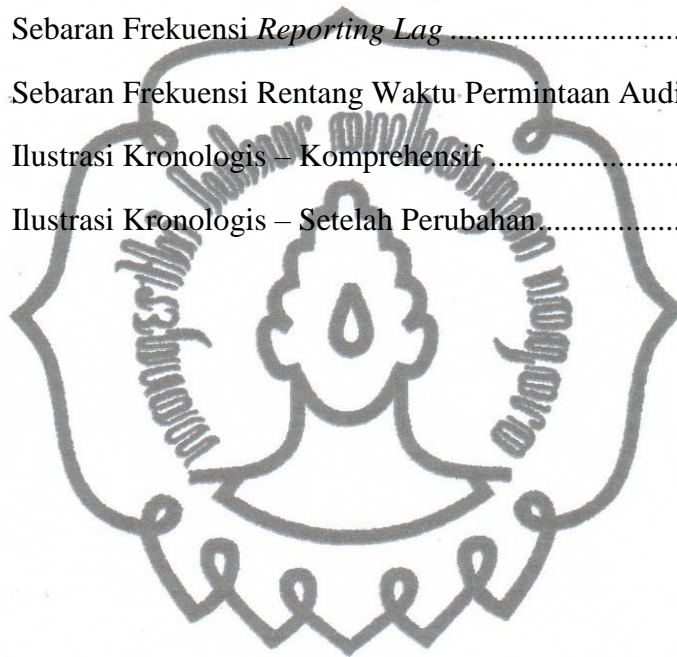 Sebaran Frekuensi Reporting Lag ............................
Sebaran Frekuensi Rentang Waktu Permintaan Audi
Ilustrasi Kronologis – Komprehensif .......................
Ilustrasi Kronologis – Setelah Perubahan.................